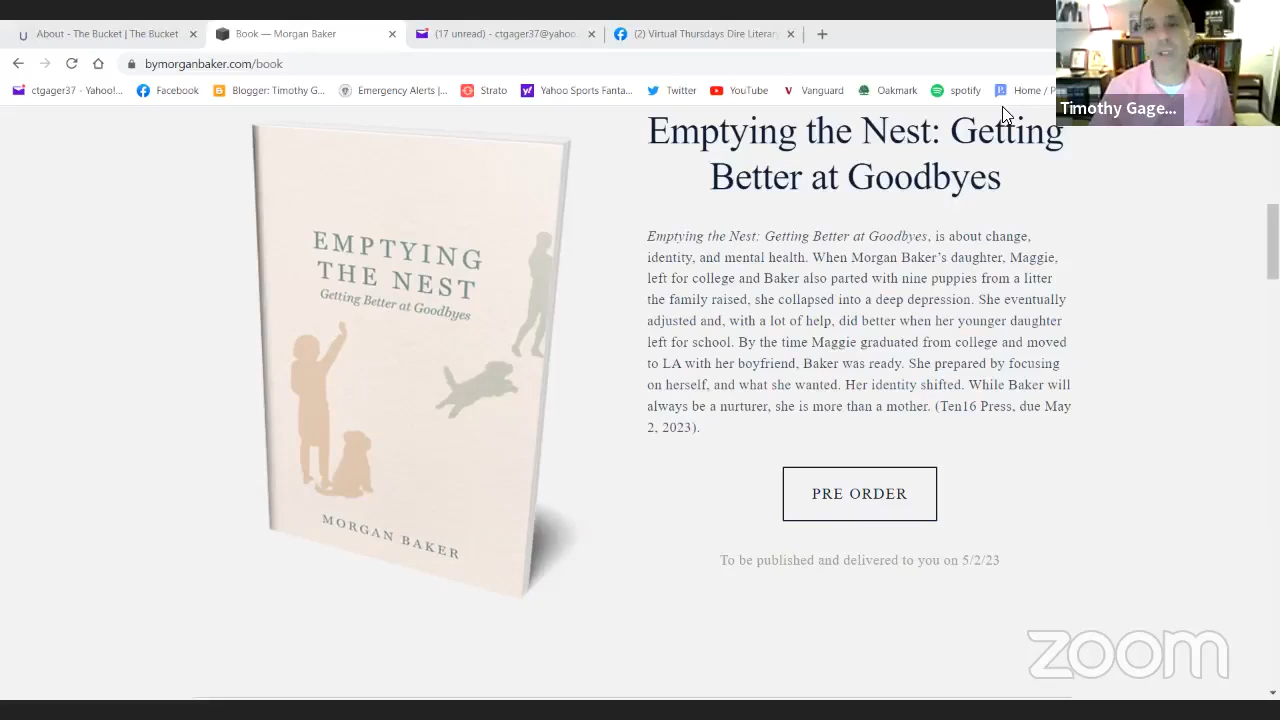 About - The Bucket | The Bucket
Book — Morgan Baker
(17 unread) - ctgager37@yahoo...
(2) Virtual Thursdays Dire Literar
bymorganbaker.com/book
ctgager37 - Yahoo!...
Facebook
Blogger: Timothy G...
Emergency Alerts |...
Strato
Yahoo Sports Fanta...
Twitter
YouTube
Vanguard
Oakmark
spotify
Home / P
Timothy Gage...
Emptying the Nest: Getting
Better at Goodbyes
Emptying the Nest: Getting Better at Goodbyes, is about change,
identity, and mental health. When Morgan Baker’s daughter, Maggie,
left for college and Baker also parted with nine puppies from a litter
the family raised, she collapsed into a deep depression. She eventually
adjusted and, with a lot of help, did better when her younger daughter
left for school. By the time Maggie graduated from college and moved
to LA with her boyfriend, Baker was ready. She prepared by focusing
on herself, and what she wanted. Her identity shifted. While Baker will
always be a nurturer, she is more than a mother. (Ten16 Press, due May
2, 2023).
PRE ORDER
To be published and delivered to you on 5/2/23
EMPTYING
THE NEST
Getting Better at Goodbyes
MORGAN BAKER
zoom